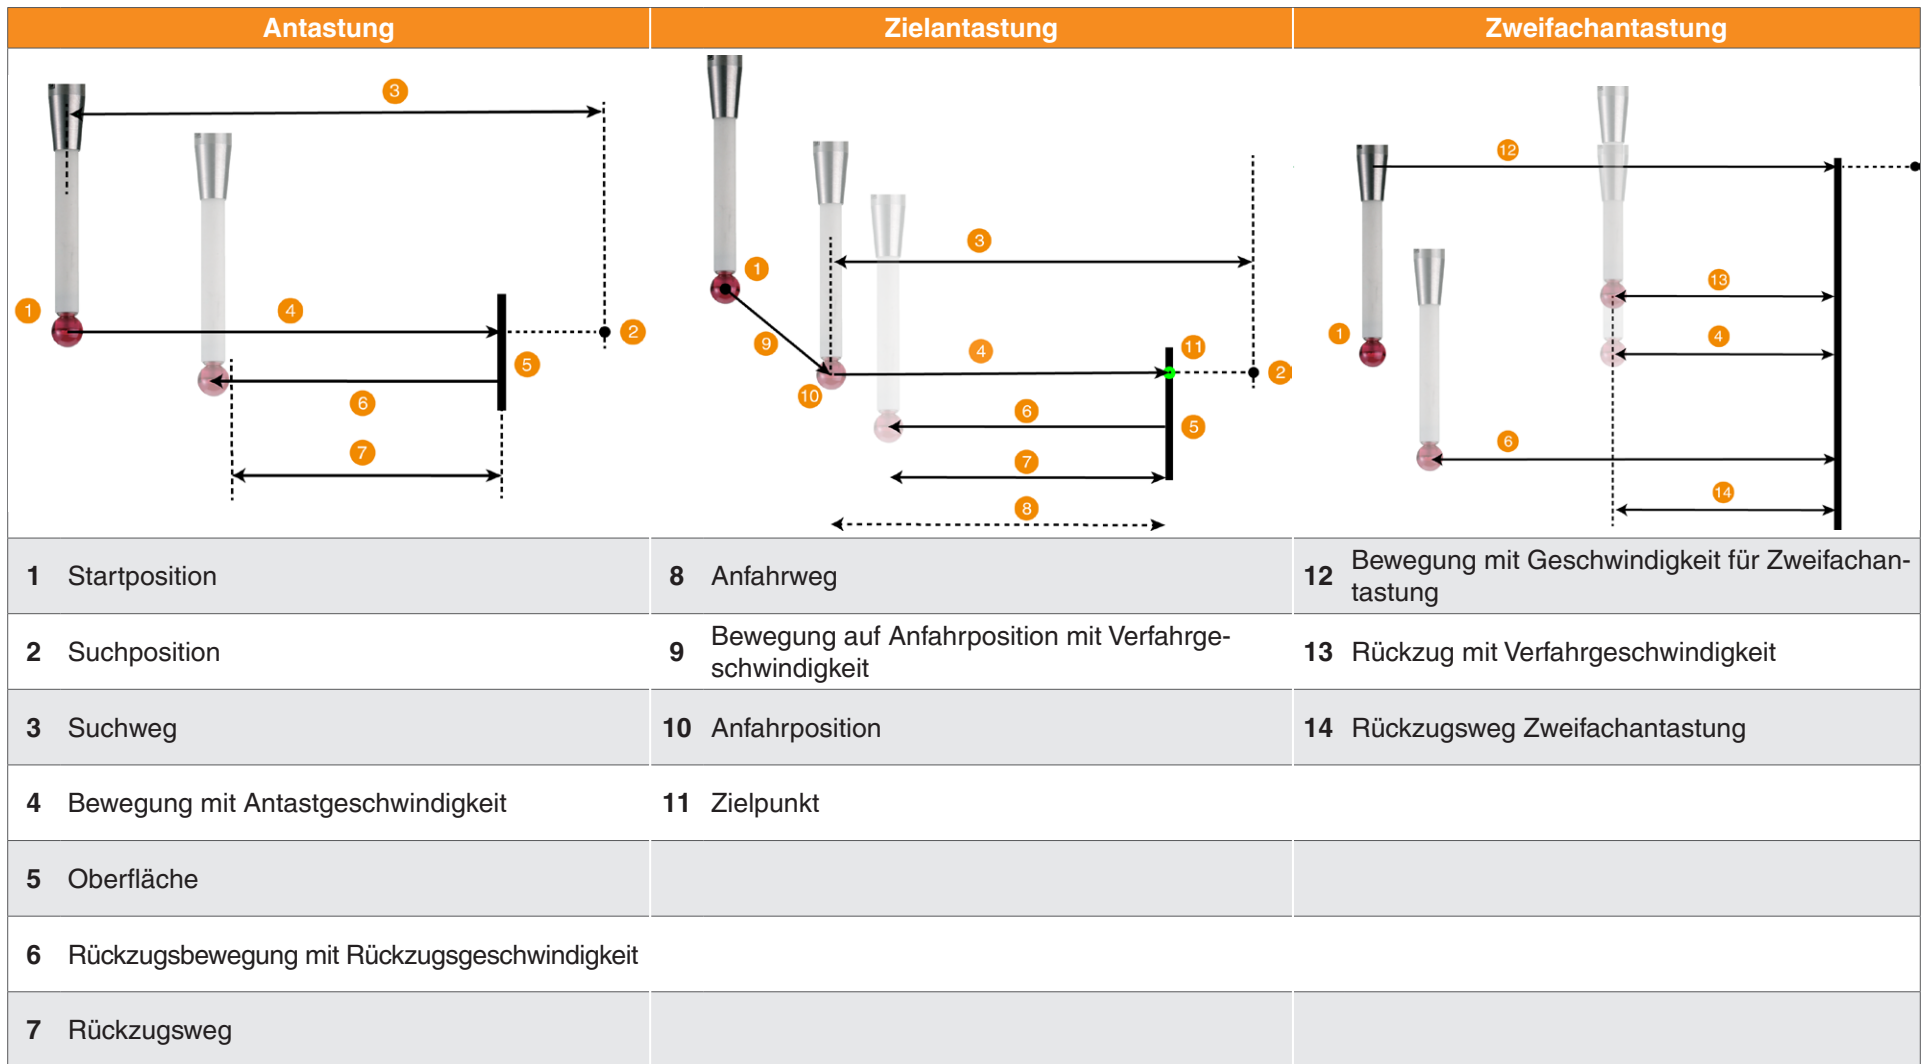 Antastung
Zielantastung
Zweifachantastung
3
1
4
2
5
6
7
1
3
9
4
11
2
10
6
5
7
8
12
13
1
4
6
14
1 Startposition
8 Anfahrweg
12 Bewegung mit Geschwindigkeit für Zweifachan-
tastung
2 Suchposition
9 Bewegung auf Anfahrposition mit Verfahrge-
schwindigkeit
13 Rückzug mit Verfahrgeschwindigkeit
3 Suchweg
10 Anfahrposition
14 Rückzugsweg Zweifachantastung
4 Bewegung mit Antastgeschwindigkeit
11 Zielpunkt
5 Oberfläche
6 Rückzugsbewegung mit Rückzugsgeschwindigkeit
7 Rückzugsweg